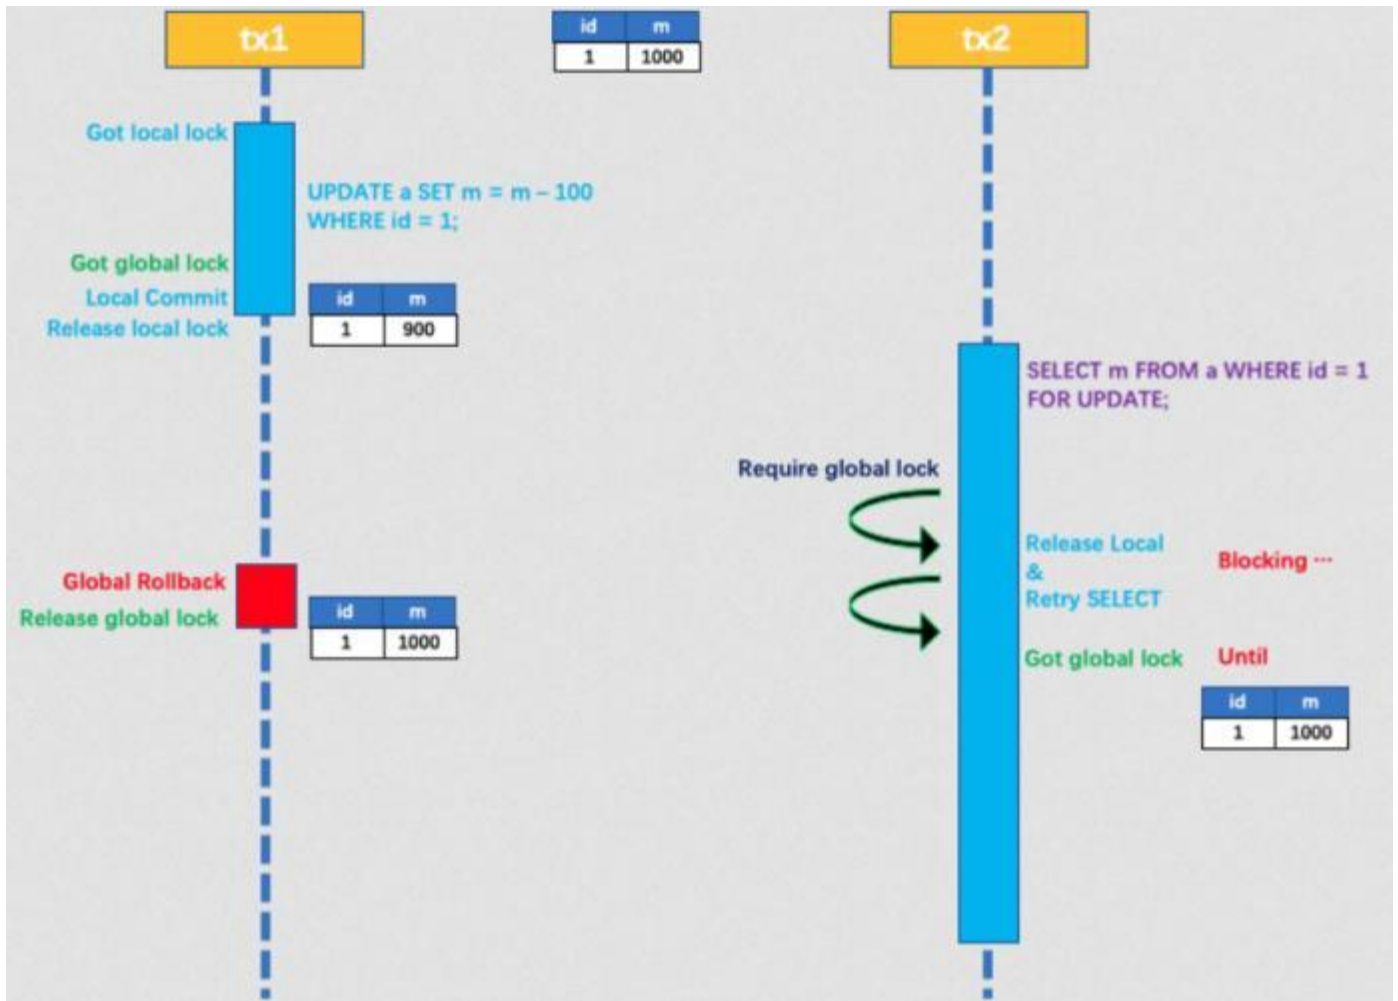 tx1
id m
1 1000
tx2
Got local lock
UPDATE a SET m = m – 100
WHERE id = 1;
Got global lock
Local Commit
Release local lock
id m
1 900
SELECT m FROM a WHERE id = 1
FOR UPDATE;
Require global lock
Release Local
&
Retry SELECT
Blocking ···
Global Rollback
Release global lock
id m
1 1000
Got global lock
Until
id m
1 1000